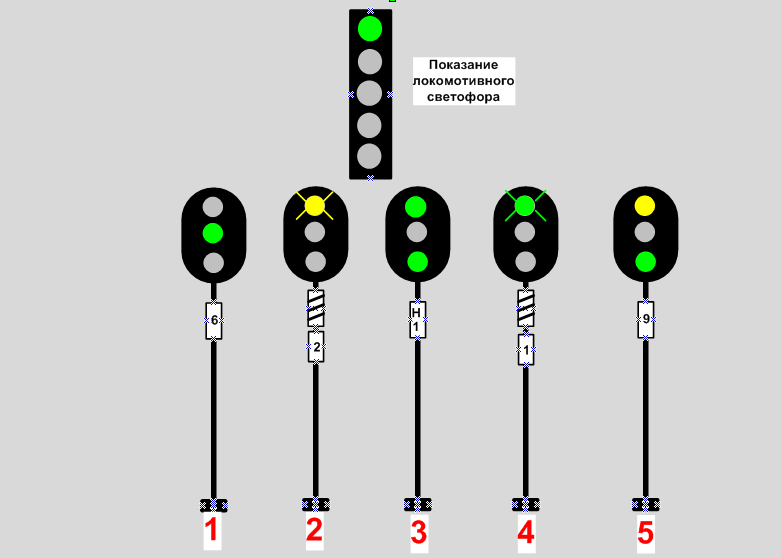 Показание
локомотивного
светофора
6
2
Н
1
1
9
1
2
3
4
5